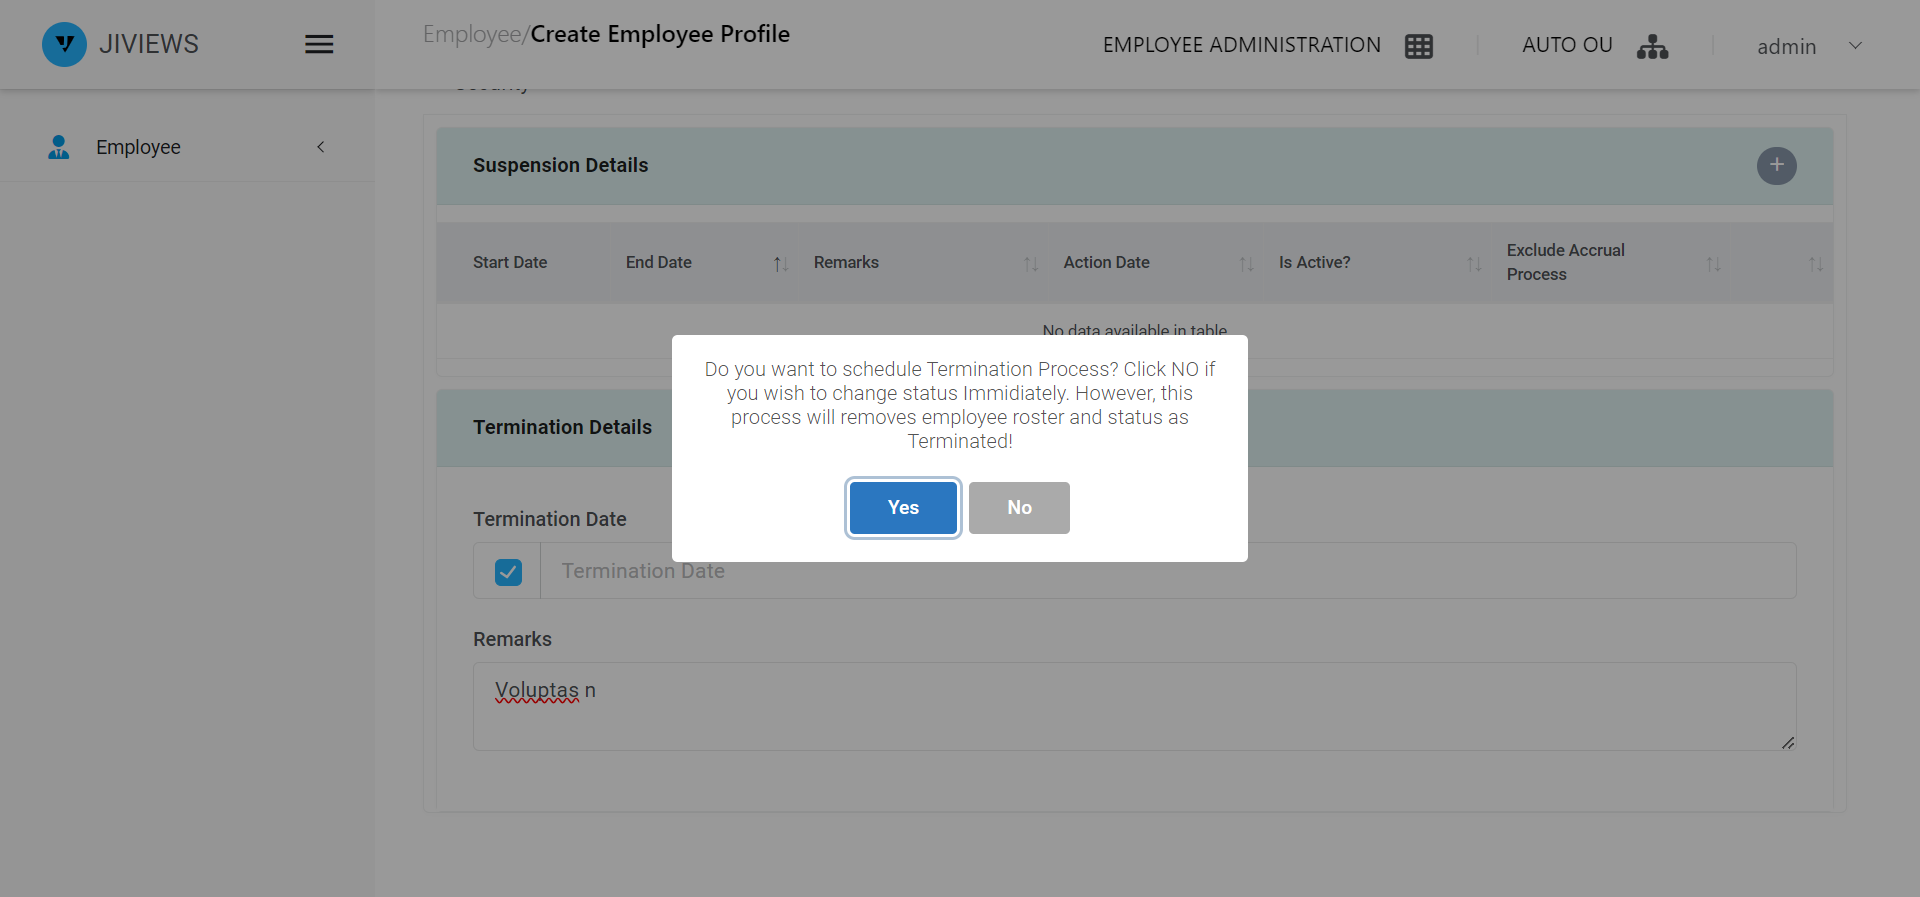 JIVIEWS
Employee/Create Employee Profile
EMPLOYEE ADMINISTRATION
AUTO OU
admin
Employee
Security
Suspension Details
Start Date
End Date
Remarks
Action Date
Is Active?
Exclude Accrual
Process
No data available in table
Do you want to schedule Termination Process? Click NO if
you wish to change status Immidiately. However, this
process will removes employee roster and status as
Terminated!
Yes
No
Termination Details
Termination Date
Termination Date
Remarks
Voluptas n